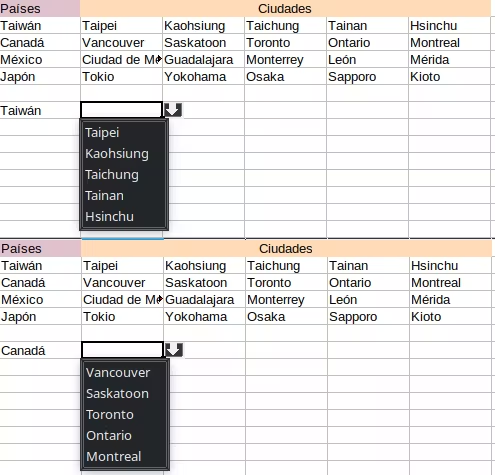 Países Ciudades
Taiwán Taipei Kaohsiung Taichung Tainan Hsinchu
Canadá Vancouver Saskatoon Toronto Ontario Montreal
México Ciudad de Mé Guadalajara Monterrey León Mérida
Japón Tokio Yokohama Osaka Sapporo Kioto
Taiwán
Taipei
Kaohsiung
Taichung
Tainan
Hsinchu
Países Ciudades
Taiwán Taipei Kaohsiung Taichung Tainan Hsinchu
Canadá Vancouver Saskatoon Toronto Ontario Montreal
México Ciudad de Mé Guadalajara Monterrey León Mérida
Japón Tokio Yokohama Osaka Sapporo Kioto
Canadá
Vancouver
Saskatoon
Toronto
Ontario
Montreal